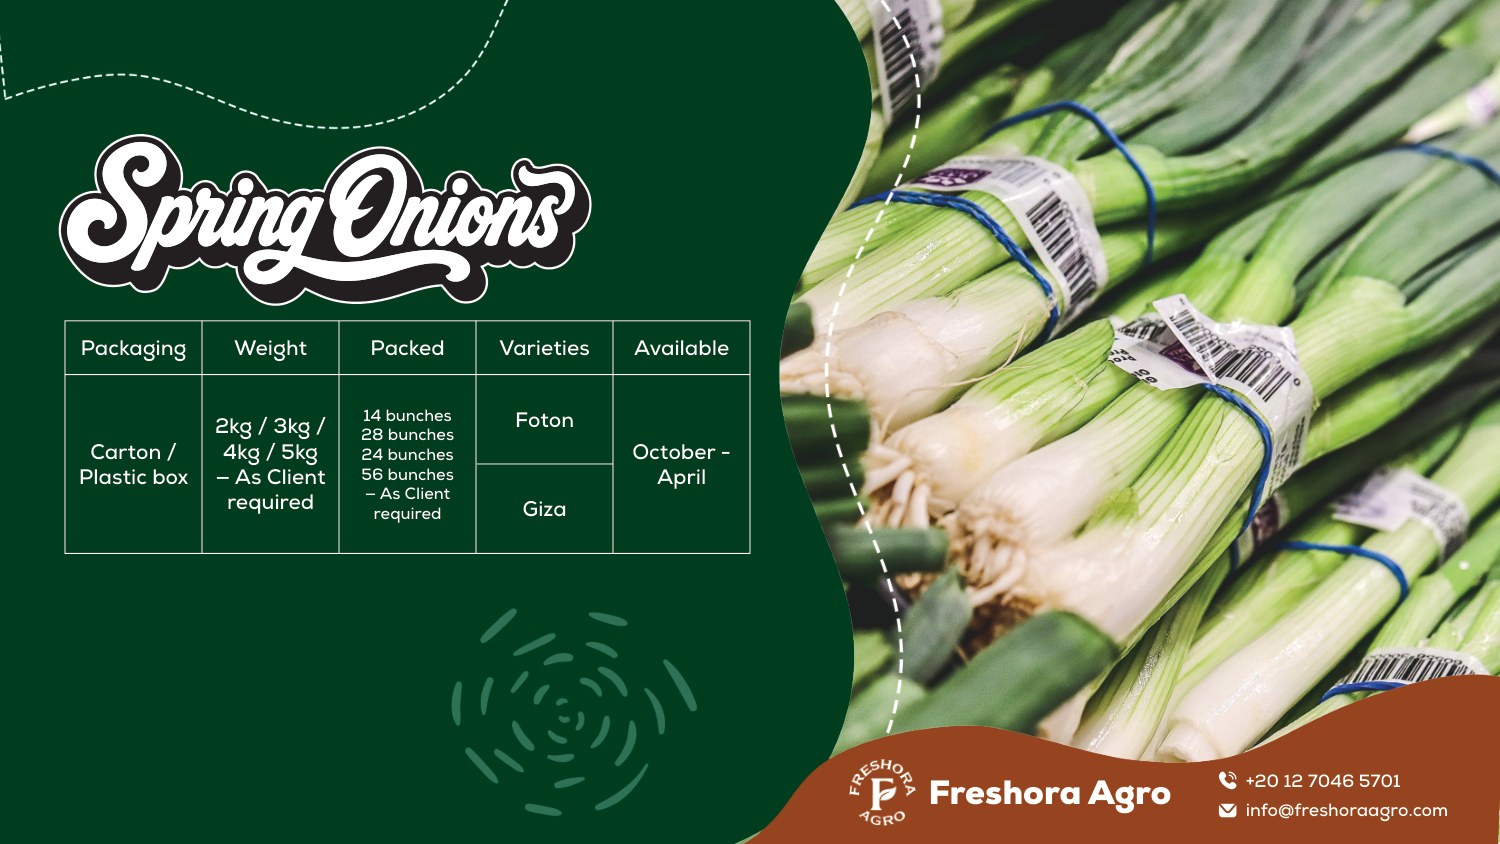 Spring Onions
Packaging
Weight
Packed
Varieties
Available
Carton /
Plastic box
2kg / 3kg /
4kg / 5kg
– As Client
required
14 bunches
28 bunches
24 bunches
56 bunches
– As Client
required
Foton
Giza
October -
April
FRESHORA
F
AGRO
Freshora Agro
+20 12 7046 5701
info@freshoraagro.com